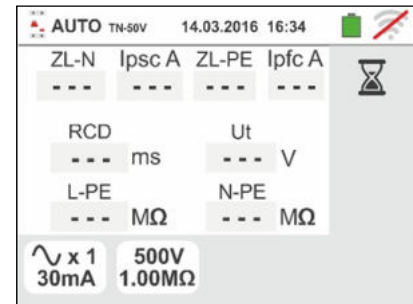 AUTO TN-50V 14.03.2016 16:34
ZL-N Ipsc A ZL-PE Ipfc A
--- --- --- ---
RCD Ut
--- ms --- V
L-PE N-PE
--- MΩ --- MΩ
x 1 500V
30mA 1.00MΩ